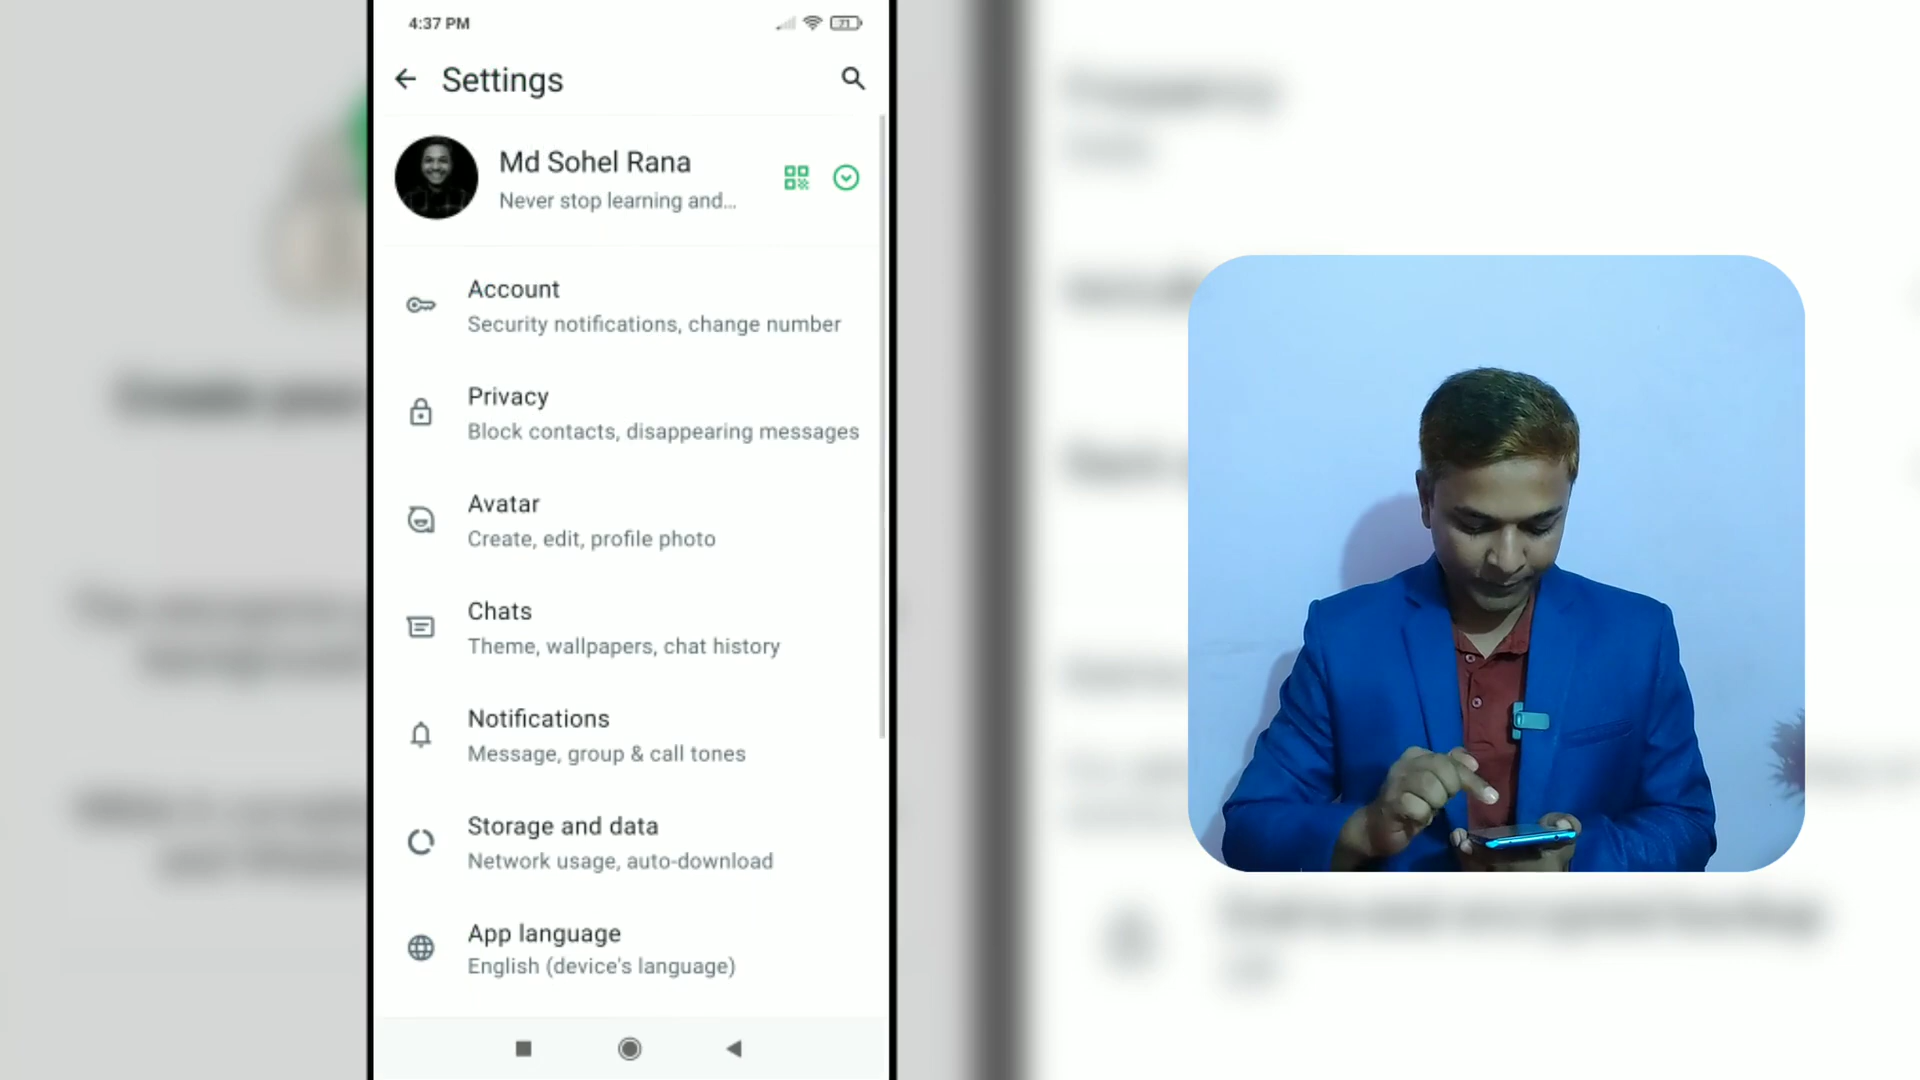 4:37 PM
71
Settings
Md Sohel Rana
Never stop learning and...
Account
Security notifications, change number
Privacy
Block contacts, disappearing messages
Avatar
Create, edit, profile photo
Chats
Theme, wallpapers, chat history
Notifications
Message, group & call tones
Storage and data
Network usage, auto-download
App language
English (device's language)